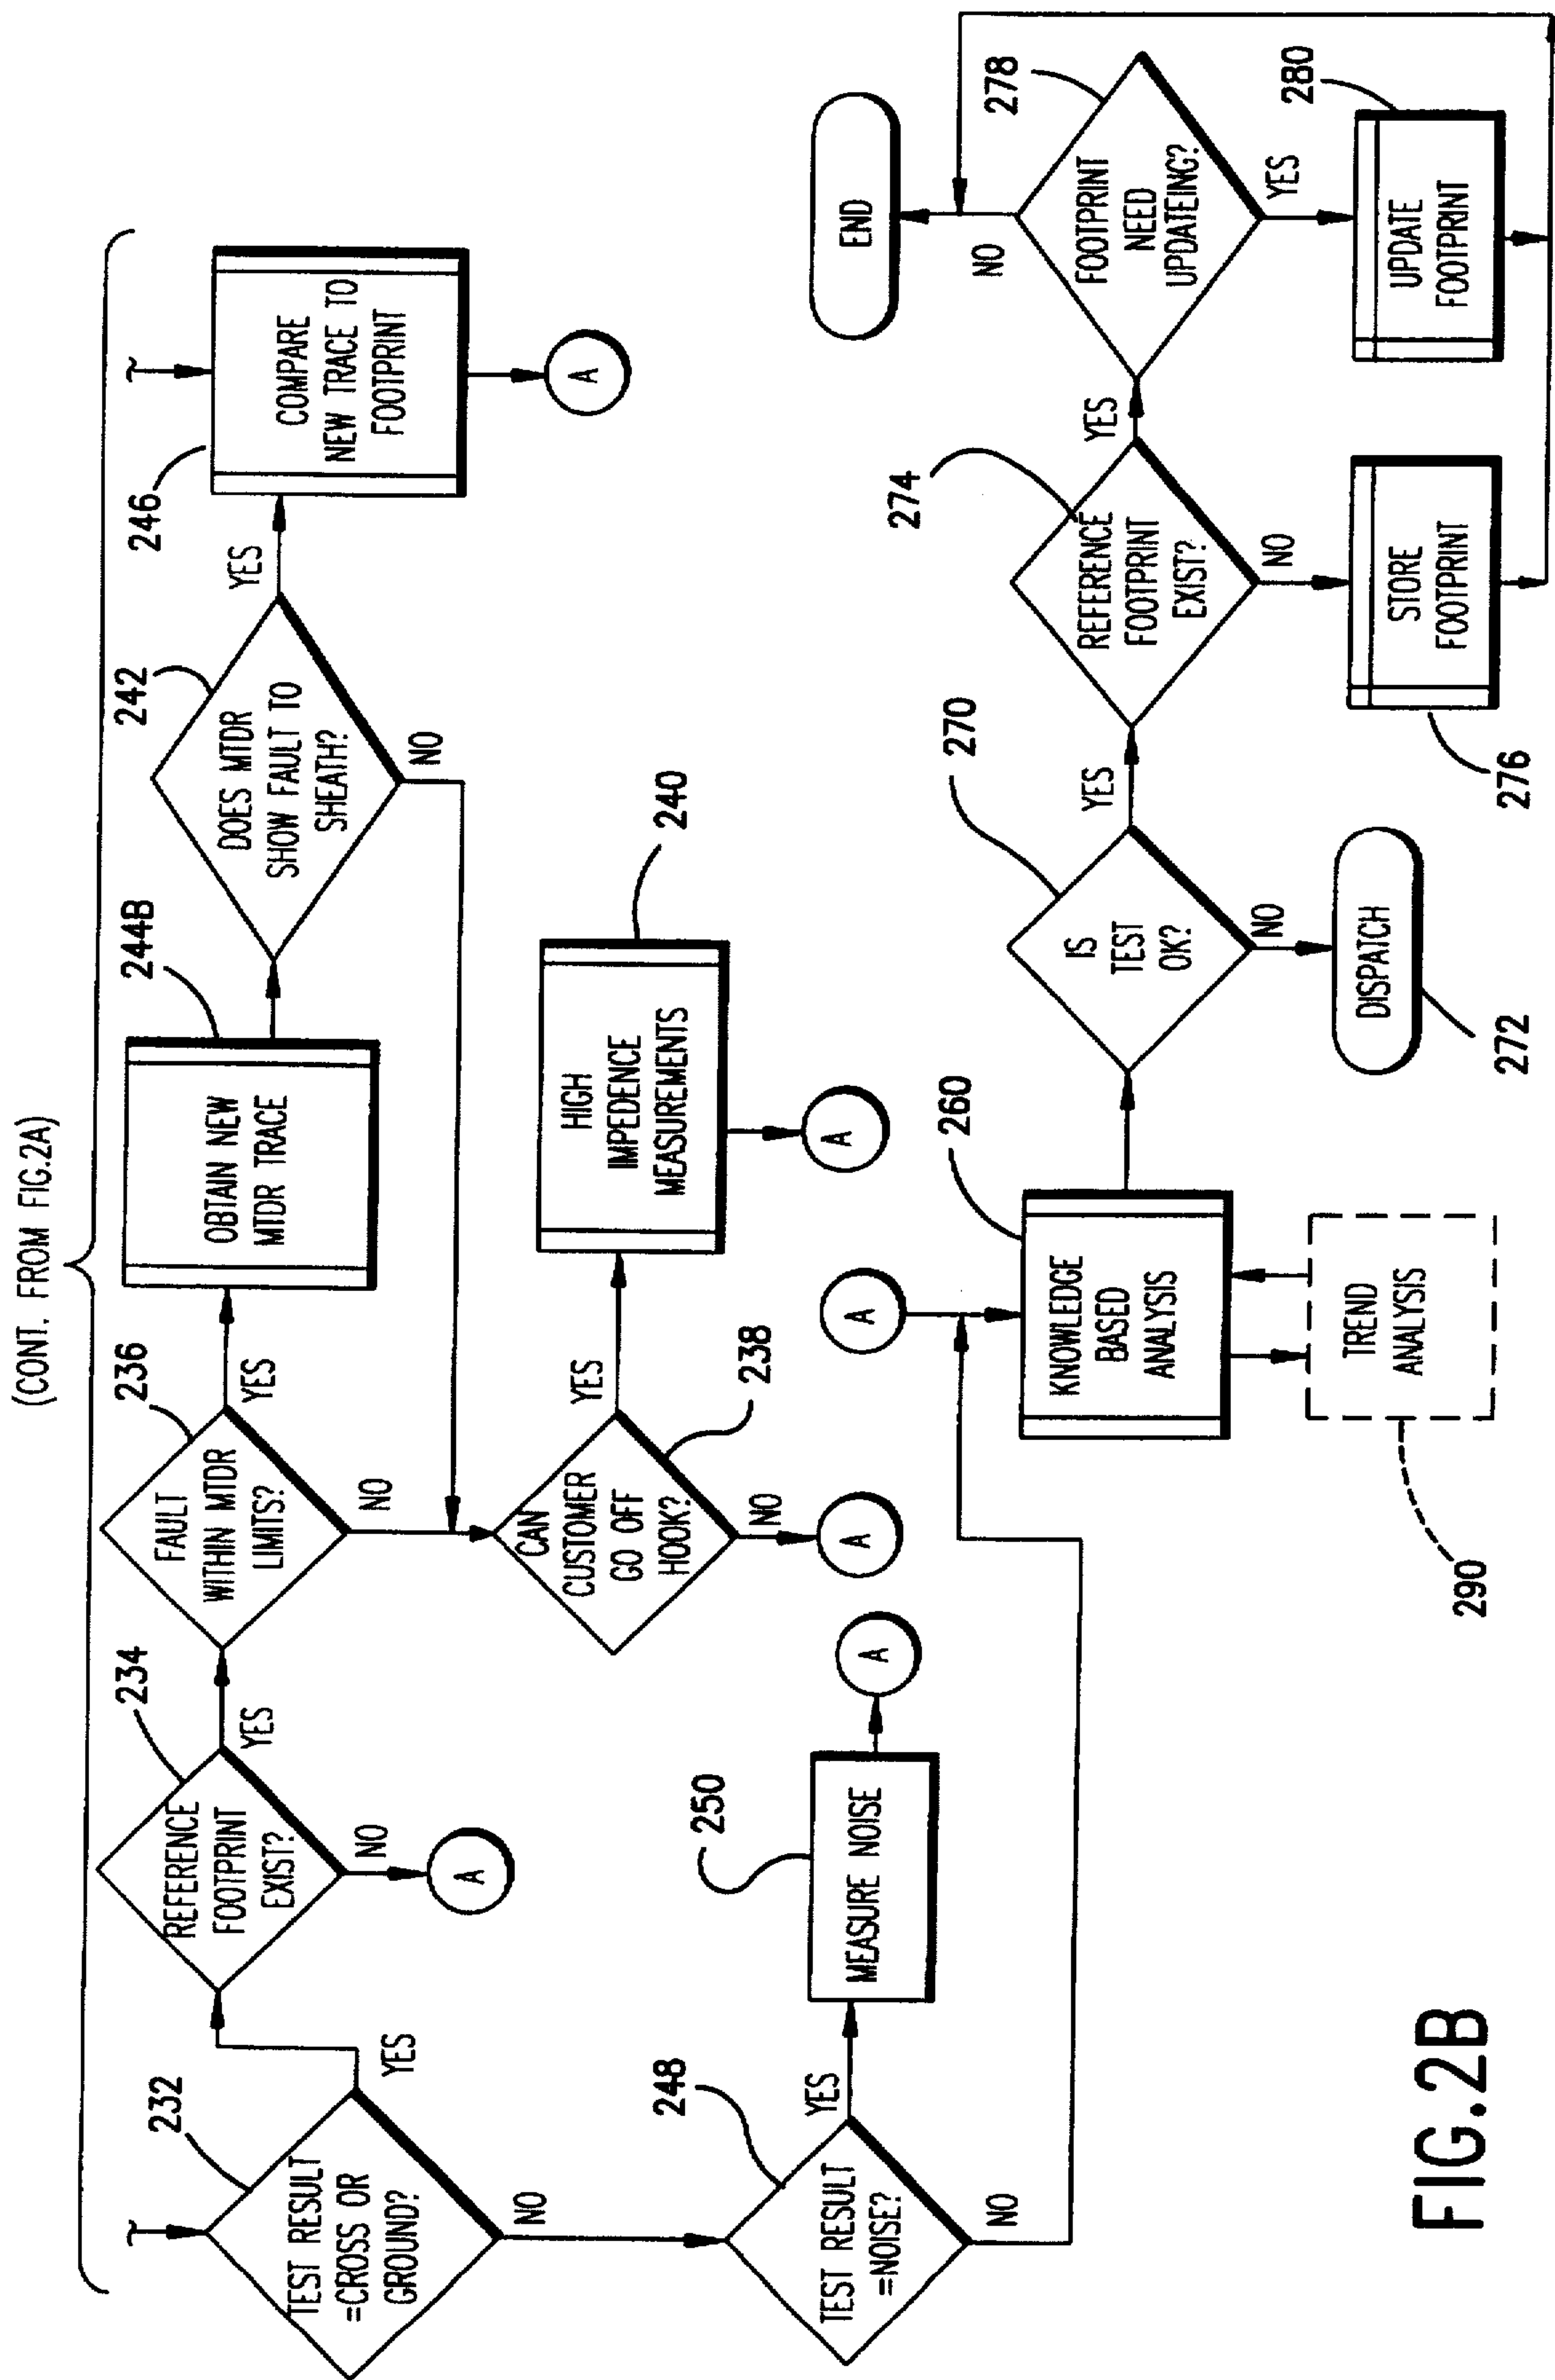 (CONT. FROM FIG.2A)
232
TEST RESULT
=CROSS OR
GROUND?
YES
NO
234
REFERENCE
FOOTPRINT
EXIST?
YES
NO
A
236
FAULT
WITHIN MTDR
LIMITS?
YES
NO
244B
OBTAIN NEW
MTDR TRACE
242
DOES MTDR
SHOW FAULT TO
SHEATH?
YES
NO
246
COMPARE
NEW TRACE TO
FOOTPRINT
A
CAN
CUSTOMER
GO OFF
HOOK?
238
YES
NO
A
240
HIGH
IMPEDENCE
MEASUREMENTS
A
248
TEST RESULT
=NOISE?
YES
NO
250
MEASURE NOISE
A
A
260
KNOWLEDGE
BASED
ANALYSIS
TREND
ANALYSIS
290
270
IS
TEST
OK?
YES
NO
DISPATCH
272
274
REFERENCE
FOOTPRINT
EXIST?
YES
NO
STORE
FOOTPRINT
276
278
FOOTPRINT
NEED
UPDATEING?
NO
YES
END
280
UPDATE
FOOTPRINT
FIG.2B